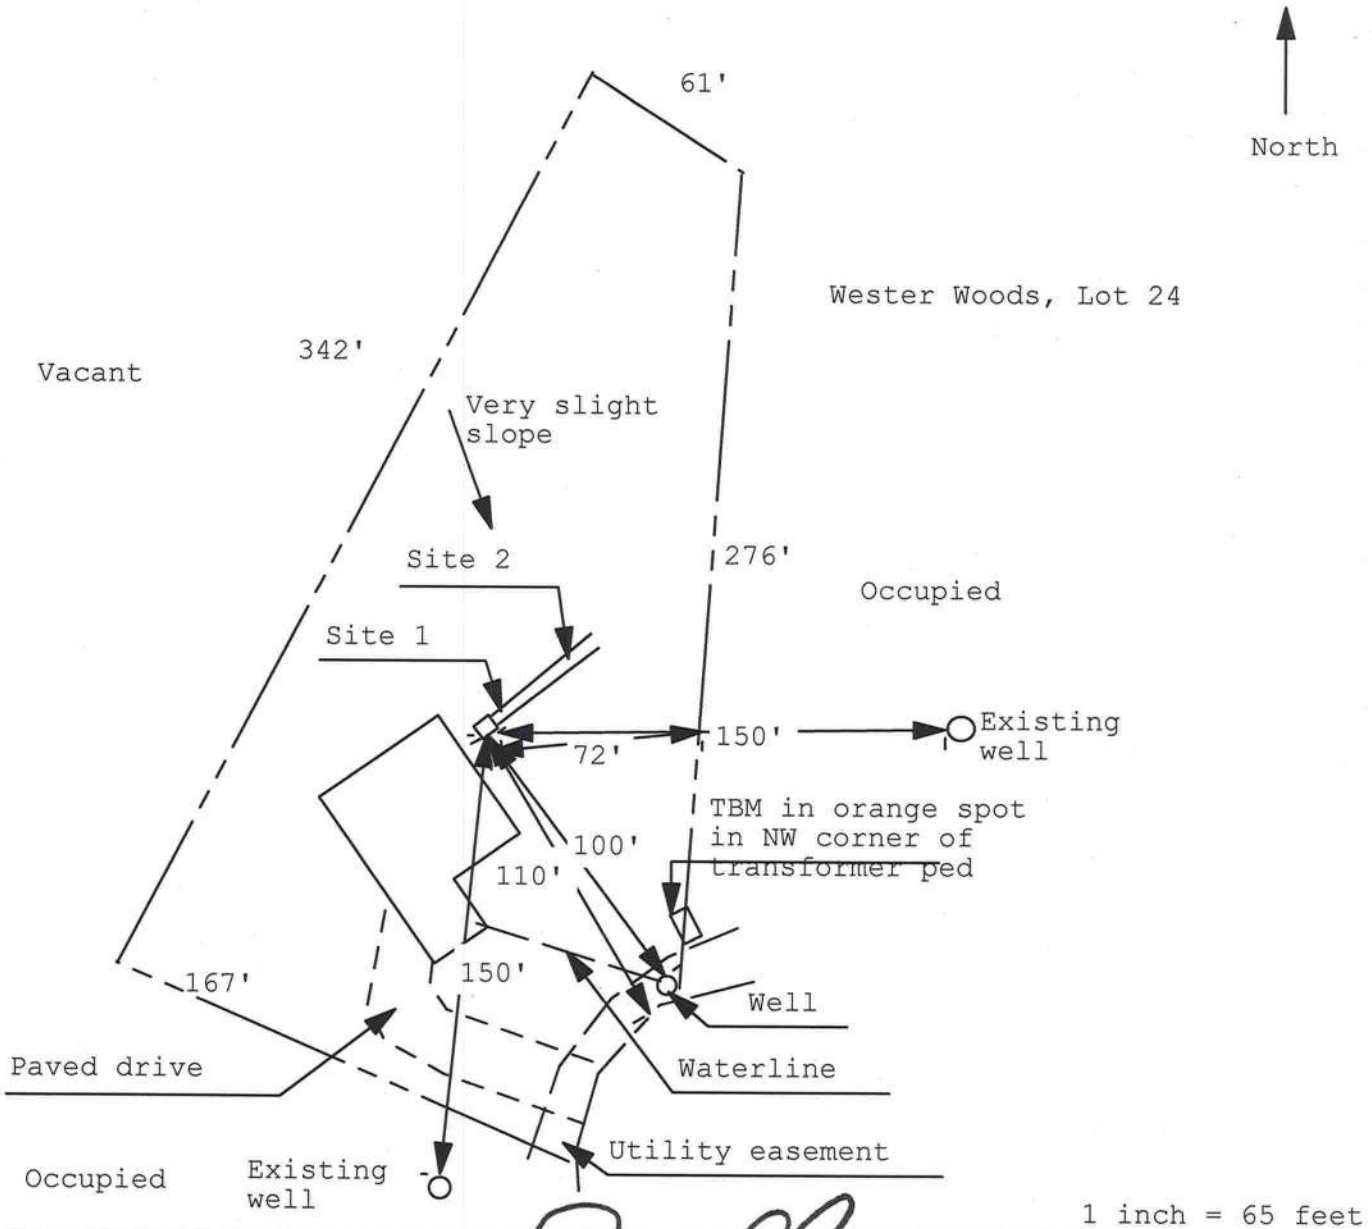 61'
North
Wester Woods, Lot 24
342'
Vacant
Very slight
slope
276'
Site 2
Occupied
Site 1
Existing
well
150'
72'
TBM in orange spot
in NW corner of
transformer ped
100'
110'
150'
167'
Well
Paved drive
Waterline
Utility easement
Occupied
Existing
well
1 inch = 65 feet